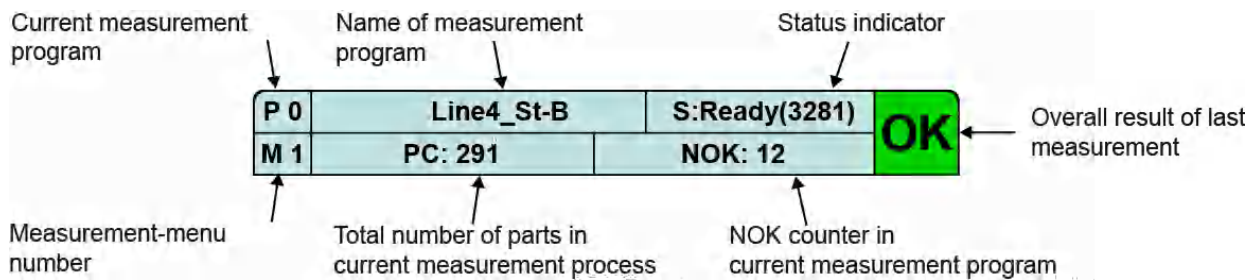 Current measurement
program
Name of measurement
program
Status indicator
P 0
Line4_St-B
S:Ready(3281)
OK
M 1
PC: 291
NOK: 12
Overall result of last
measurement
Measurement-menu
number
Total number of parts in
current measurement process
NOK counter in
current measurement program